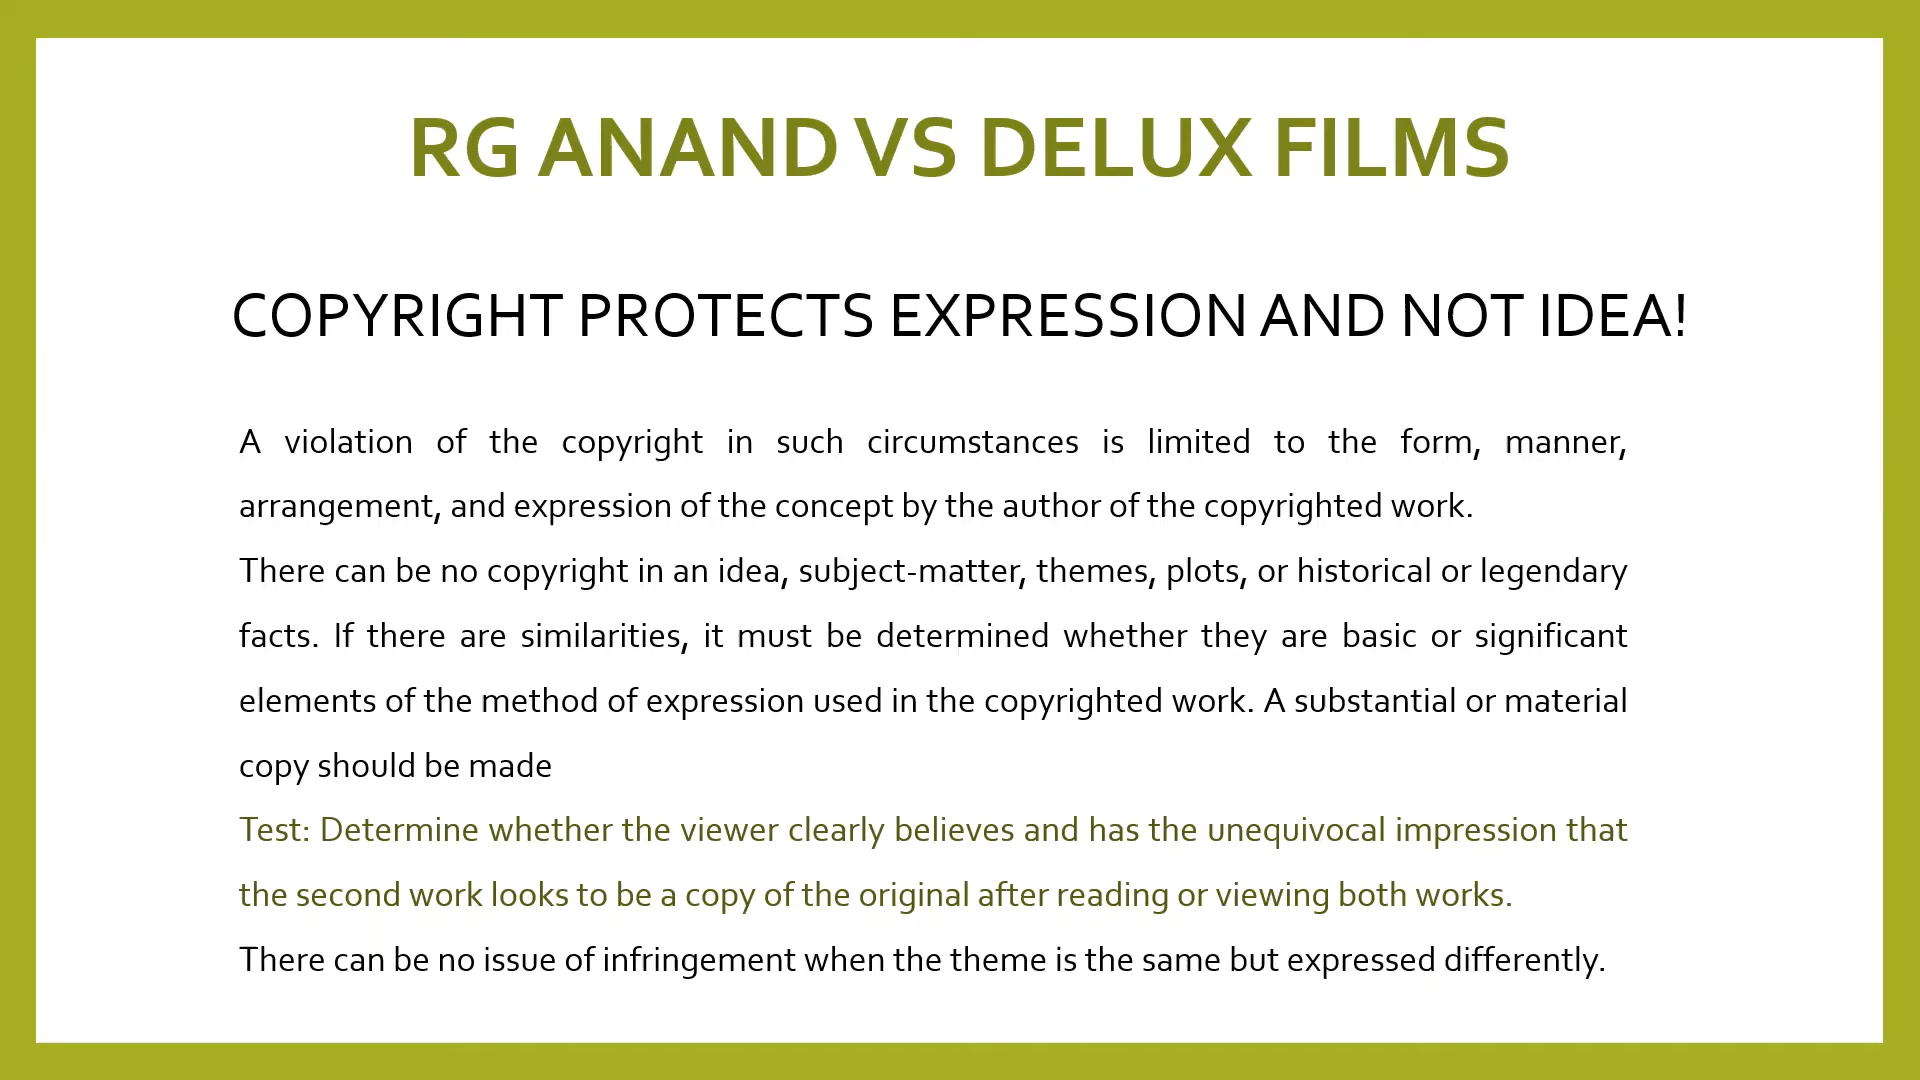 RG ANAND VS DELUX FILMS
COPYRIGHT PROTECTS EXPRESSION AND NOT IDEA!
A violation of the copyright in such circumstances is limited to the form, manner,
arrangement, and expression of the concept by the author of the copyrighted work.
There can be no copyright in an idea, subject-matter, themes, plots, or historical or legendary
facts. If there are similarities, it must be determined whether they are basic or significant
elements of the method of expression used in the copyrighted work. A substantial or material
copy should be made
Test: Determine whether the viewer clearly believes and has the unequivocal impression that
the second work looks to be a copy of the original after reading or viewing both works.
There can be no issue of infringement when the theme is the same but expressed differently.